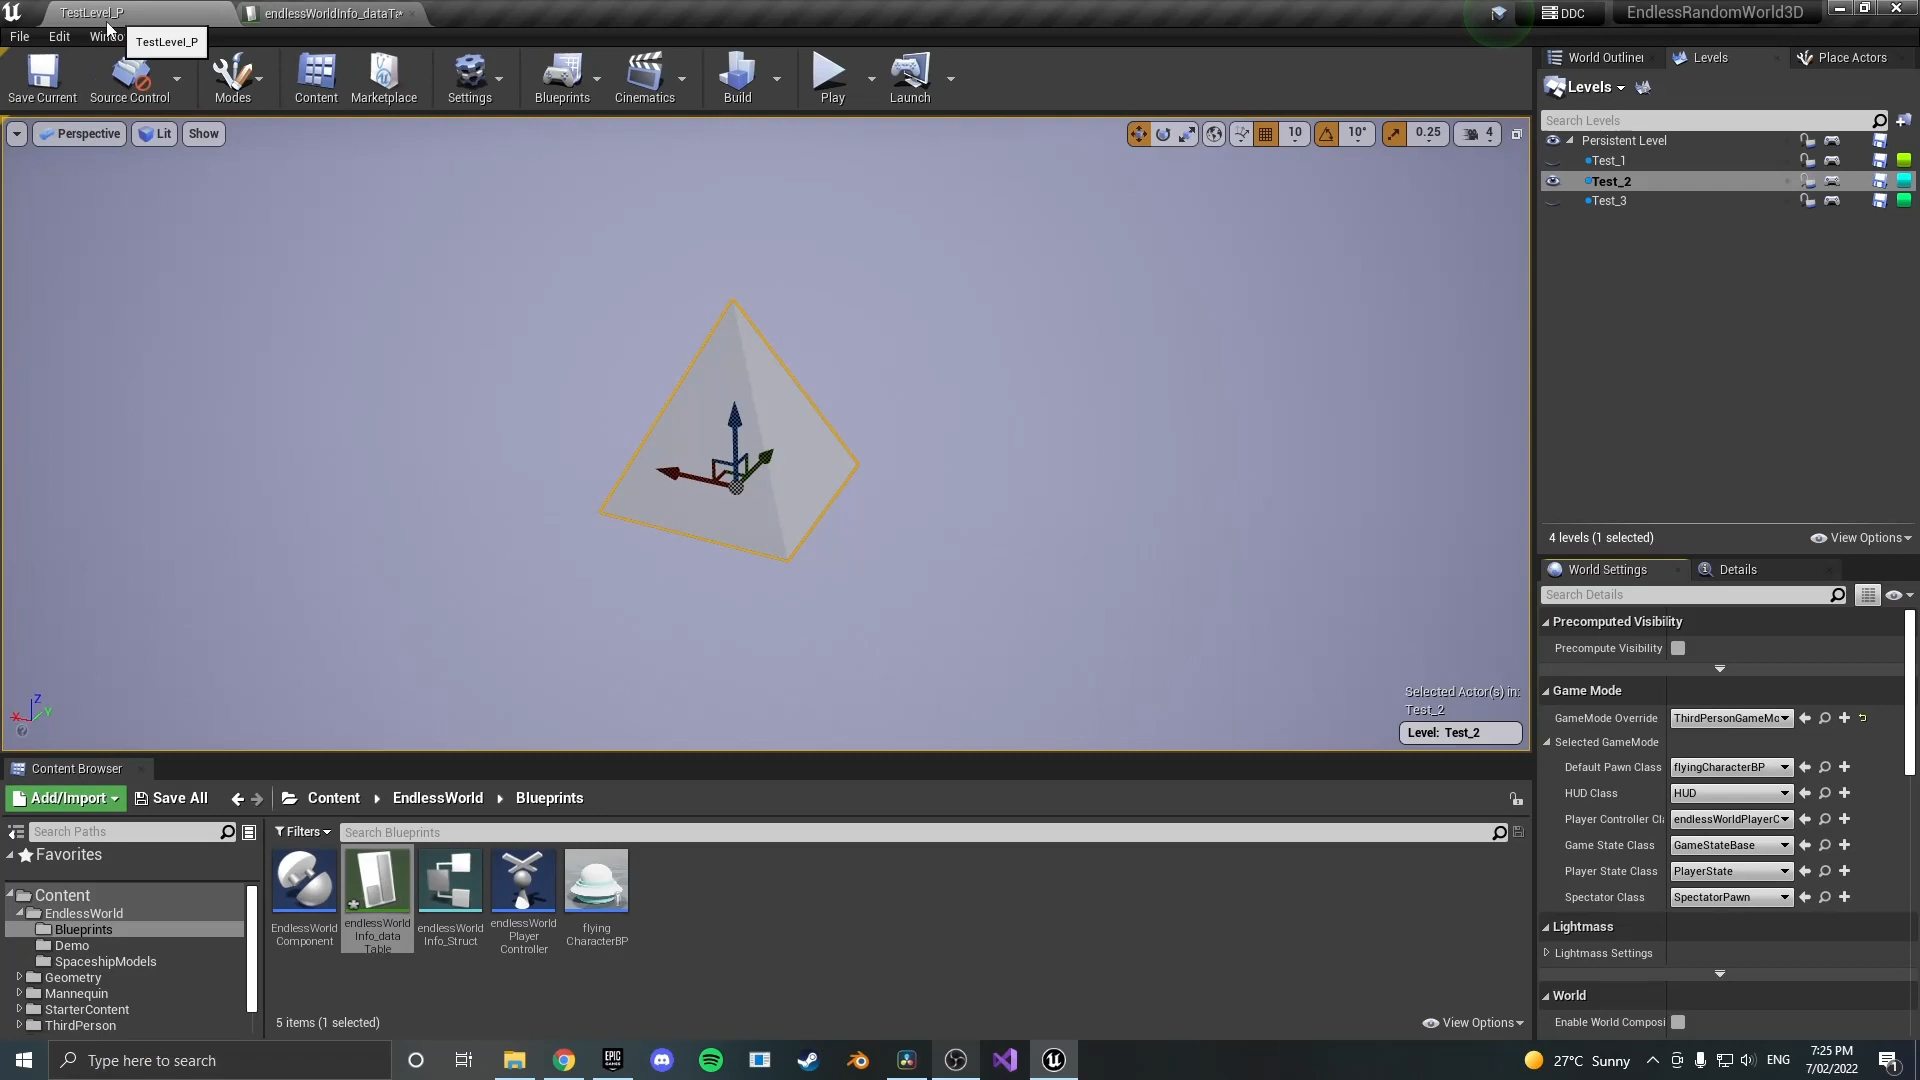 TestLevel_P
endlessWorldInfo_dataTa*
DDC
EndlessRandomWorld3D
File
Edit
Windo
TestLevel_P
Save Current
Source Control
Modes
Content
Marketplace
Settings
Blueprints
Cinematics
Build
Play
Launch
Perspective
Lit
Show
10
10°
0.25
4
World Outliner
Levels
Place Actors
Levels
Search Levels
Persistent Level
Test_1
Test_2
Test_3
4 levels (1 selected)
View Options
World Settings
Details
Search Details
Precomputed Visibility
Precompute Visibility
Game Mode
GameMode Override
ThirdPersonGameMo
Selected GameMode
Default Pawn Class
flyingCharacterBP
HUD Class
HUD
Player Controller Cl
endlessWorldPlayerC
Game State Class
GameStateBase
Player State Class
PlayerState
Spectator Class
SpectatorPawn
Lightmass
Lightmass Settings
World
Enable World Composi
Z
X
Y
Selected Actor(s) in:
Test_2
Level: Test_2
Content Browser
Add/Import
Save All
Content
EndlessWorld
Blueprints
Search Paths
Filters
Search Blueprints
Favorites
Content
EndlessWorld
Blueprints
Demo
SpaceshipModels
Geometry
Mannequin
StarterContent
ThirdPerson
EndlessWorld
Component
endlessWorld
Info_data
Table
endlessWorld
Info_Struct
endlessWorld
Player
Controller
flying
CharacterBP
5 items (1 selected)
View Options
Type here to search
EPIC
GAMES
27°C Sunny
ENG
7:25 PM
7/02/2022
1